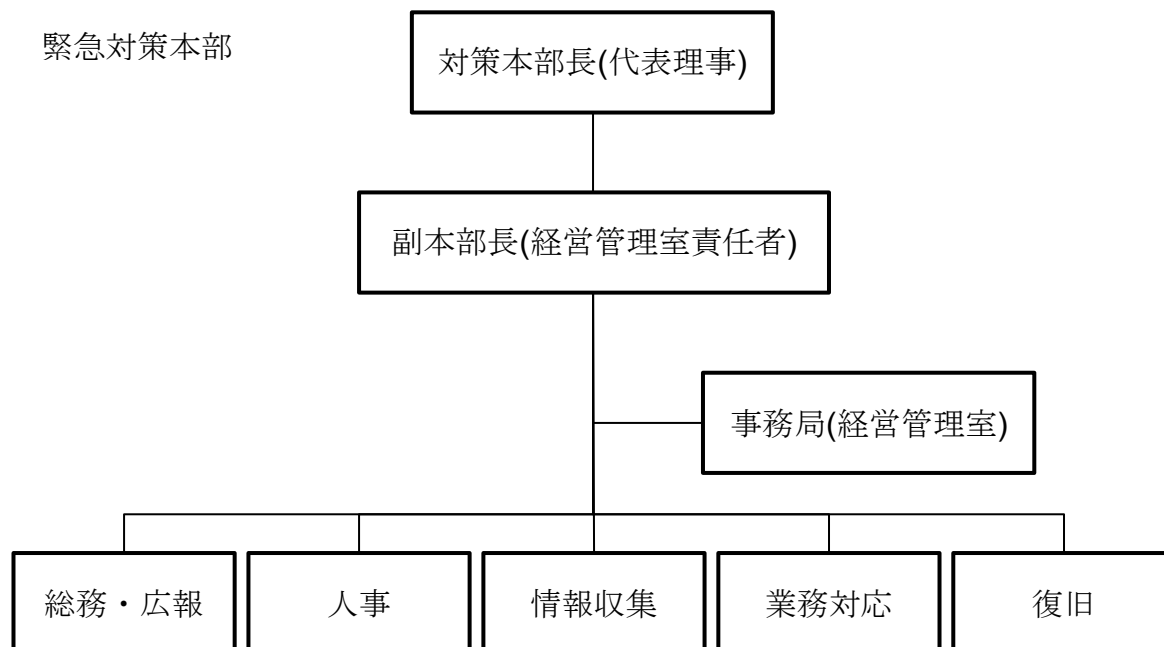 緊急対策本部
対策本部長(代表理事)
副本部長(経営管理室責任者)
事務局(経営管理室)
総務・広報
人事
情報収集
業務対応
復旧